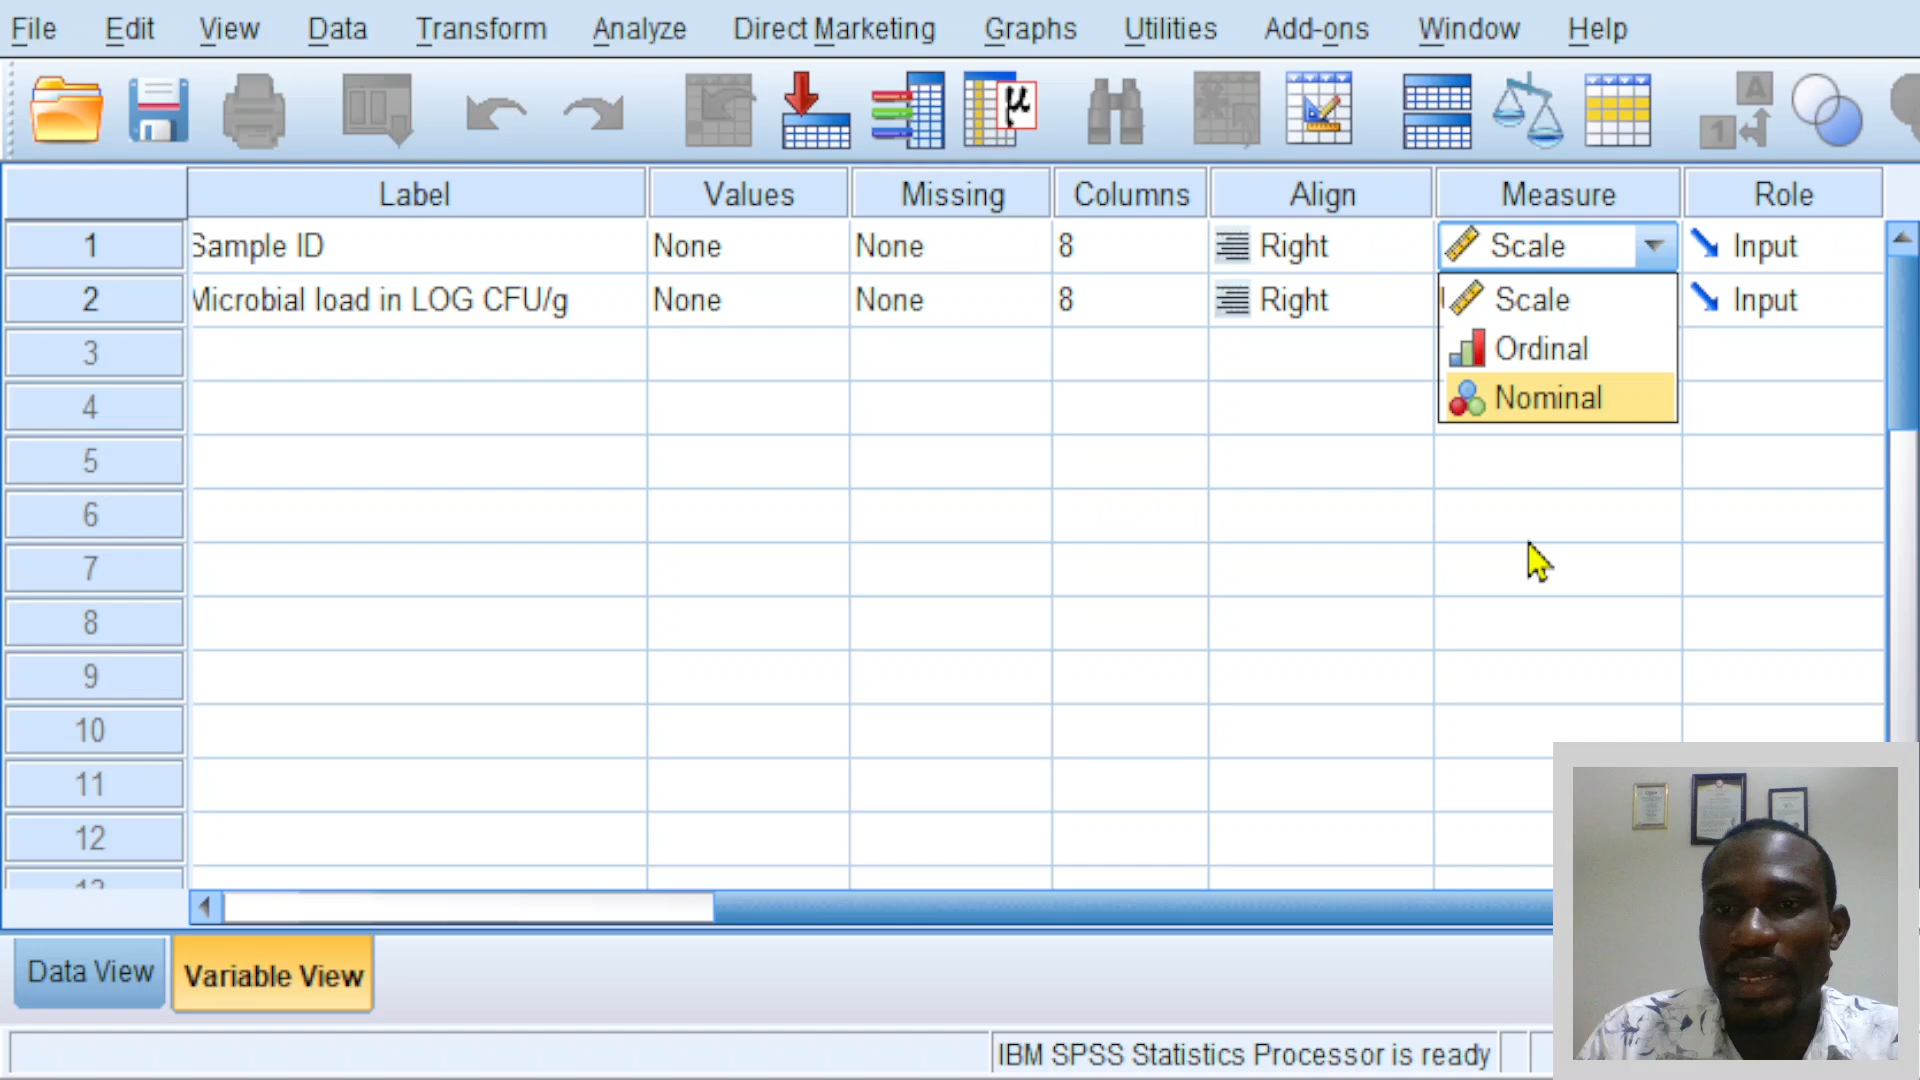 File Edit View Data Transform Analyze Direct Marketing Graphs Utilities Add-ons Window Help
µ
A
1
Label Values Missing Columns Align Measure Role
1 Sample ID None None 8 Right Scale Input
2 Microbial load in LOG CFU/g None None 8 Right Scale Input
3 Ordinal
4 Nominal
5
6
7
8
9
10
11
12
13
Data View Variable View
IBM SPSS Statistics Processor is ready